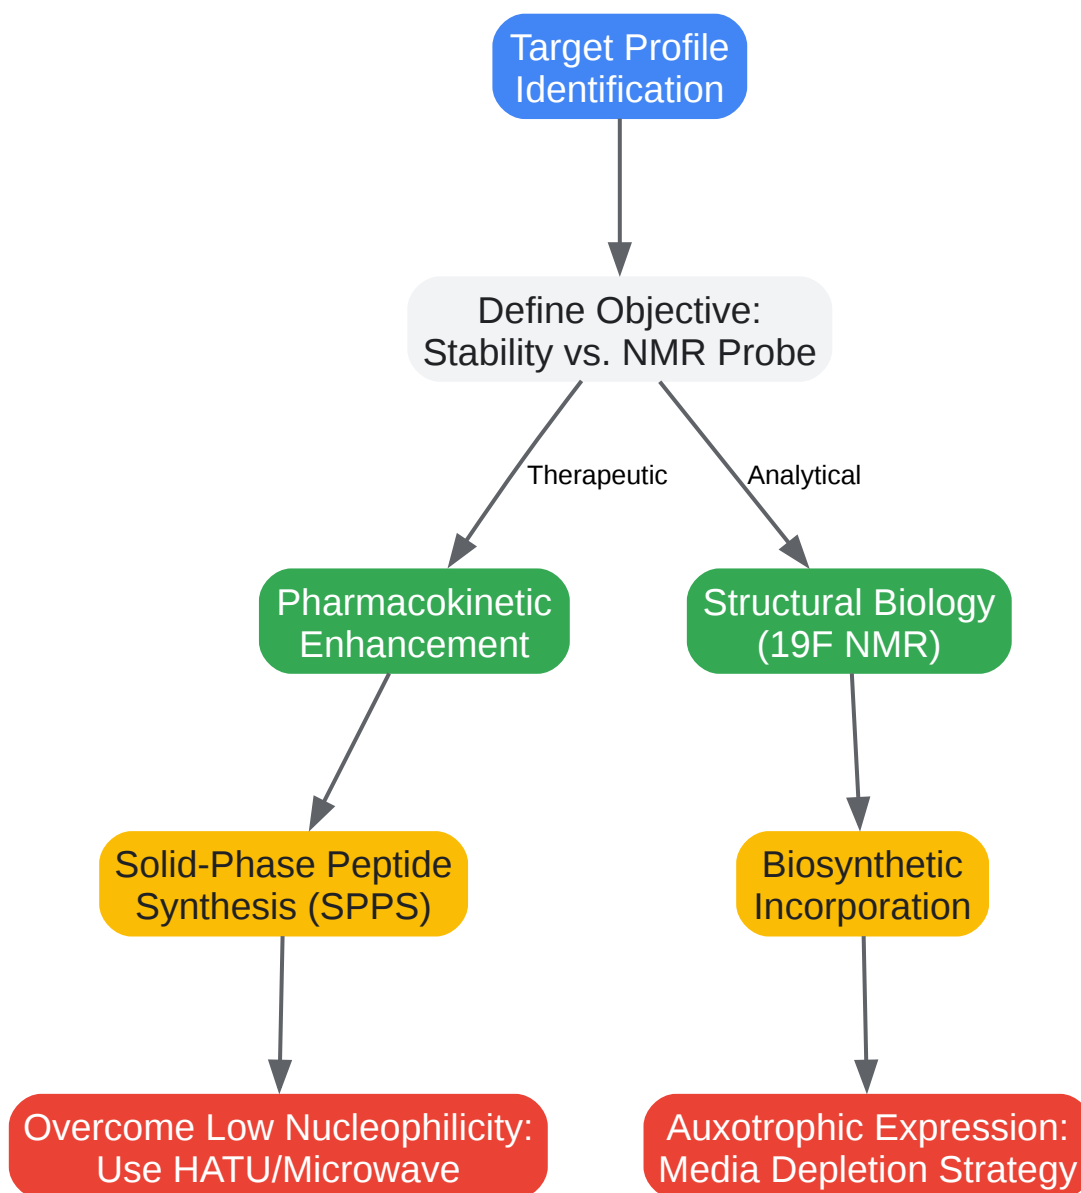 Target Profile
Identification
Define Objective:
Stability vs. NMR Probe
Therapeutic
Analytical
Pharmacokinetic
Enhancement
Structural Biology
(19F NMR)
Solid-Phase Peptide
Synthesis (SPPS)
Biosynthetic
Incorporation
Overcome Low Nucleophilicity:
Use HATU/Microwave
Auxotrophic Expression:
Media Depletion Strategy